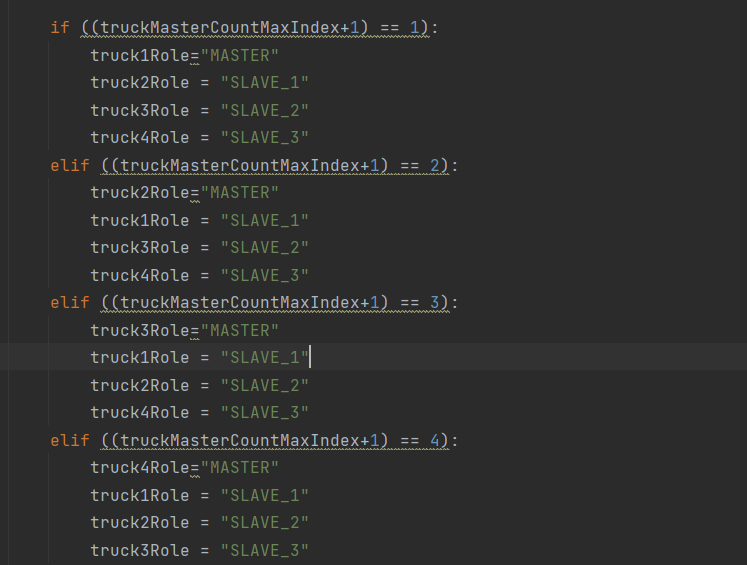 if ((truckMasterCountMaxIndex+1) == 1):
truck1Role="MASTER"
truck2Role = "SLAVE_1"
truck3Role = "SLAVE_2"
truck4Role = "SLAVE_3"
elif ((truckMasterCountMaxIndex+1) == 2):
truck2Role="MASTER"
truck1Role = "SLAVE_1"
truck3Role = "SLAVE_2"
truck4Role = "SLAVE_3"
elif ((truckMasterCountMaxIndex+1) == 3):
truck3Role="MASTER"
truck1Role = "SLAVE_1"
truck2Role = "SLAVE_2"
truck4Role = "SLAVE_3"
elif ((truckMasterCountMaxIndex+1) == 4):
truck4Role="MASTER"
truck1Role = "SLAVE_1"
truck2Role = "SLAVE_2"
truck3Role = "SLAVE_3"